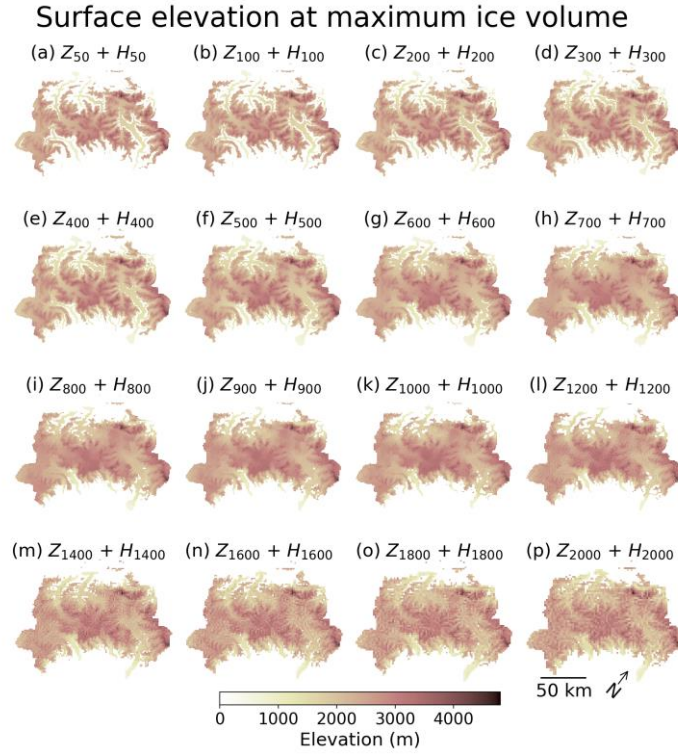 Surface elevation at maximum ice volume
(a) Z₅₀ + H₅₀ (b) Z₁₀₀ + H₁₀₀ (c) Z₂₀₀ + H₂₀₀ (d) Z₃₀₀ + H₃₀₀
(e) Z₄₀₀ + H₄₀₀ (f) Z₅₀₀ + H₅₀₀ (g) Z₆₀₀ + H₆₀₀ (h) Z₇₀₀ + H₇₀₀
(i) Z₈₀₀ + H₈₀₀ (j) Z₉₀₀ + H₉₀₀ (k) Z₁₀₀₀ + H₁₀₀₀ (l) Z₁₂₀₀ + H₁₂₀₀
(m) Z₁₄₀₀ + H₁₄₀₀ (n) Z₁₆₀₀ + H₁₆₀₀ (o) Z₁₈₀₀ + H₁₈₀₀ (p) Z₂₀₀₀ + H₂₀₀₀
50 km N
0 1000 2000 3000 4000
Elevation (m)